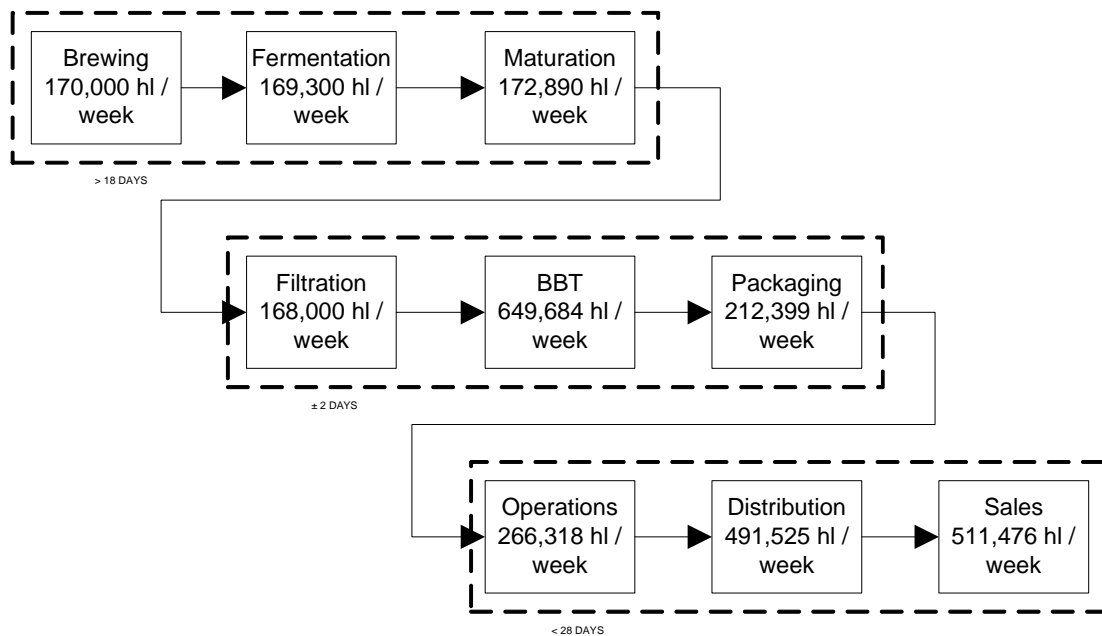 Brewing
170,000 hl /
week
Fermentation
169,300 hl /
week
Maturation
172,890 hl /
week
> 18 DAYS
Filtration
168,000 hl /
week
BBT
649,684 hl /
week
Packaging
212,399 hl /
week
± 2 DAYS
Operations
266,318 hl /
week
Distribution
491,525 hl /
week
Sales
511,476 hl /
week
< 28 DAYS